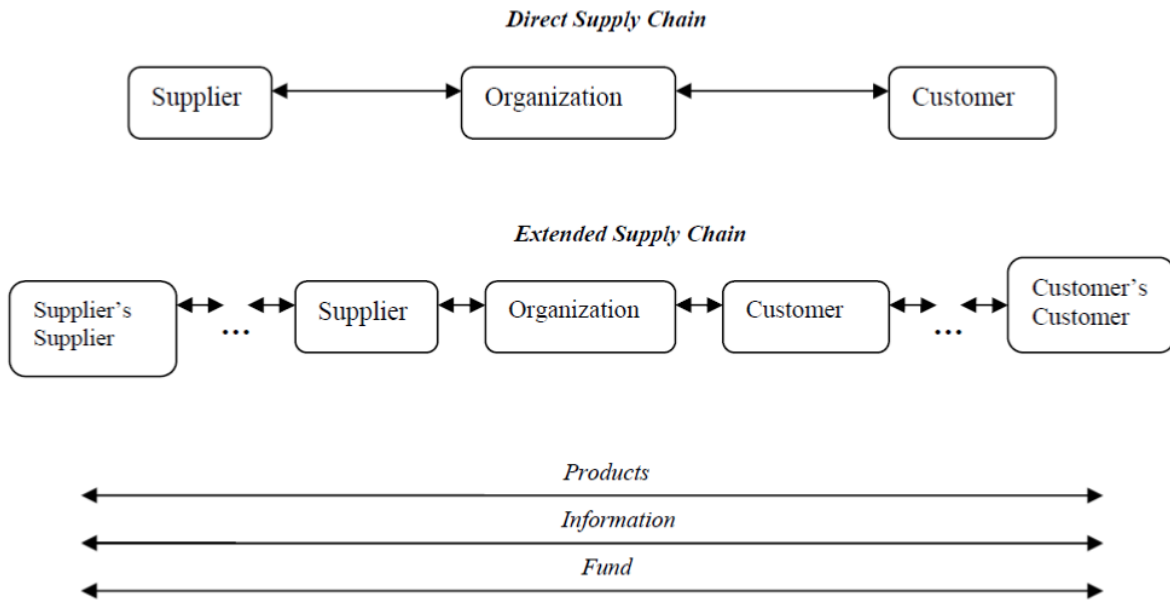 Direct Supply Chain
Supplier
Organization
Customer
Extended Supply Chain
Supplier’s
Supplier
...
Supplier
Organization
Customer
...
Customer’s
Customer
Products
Information
Fund